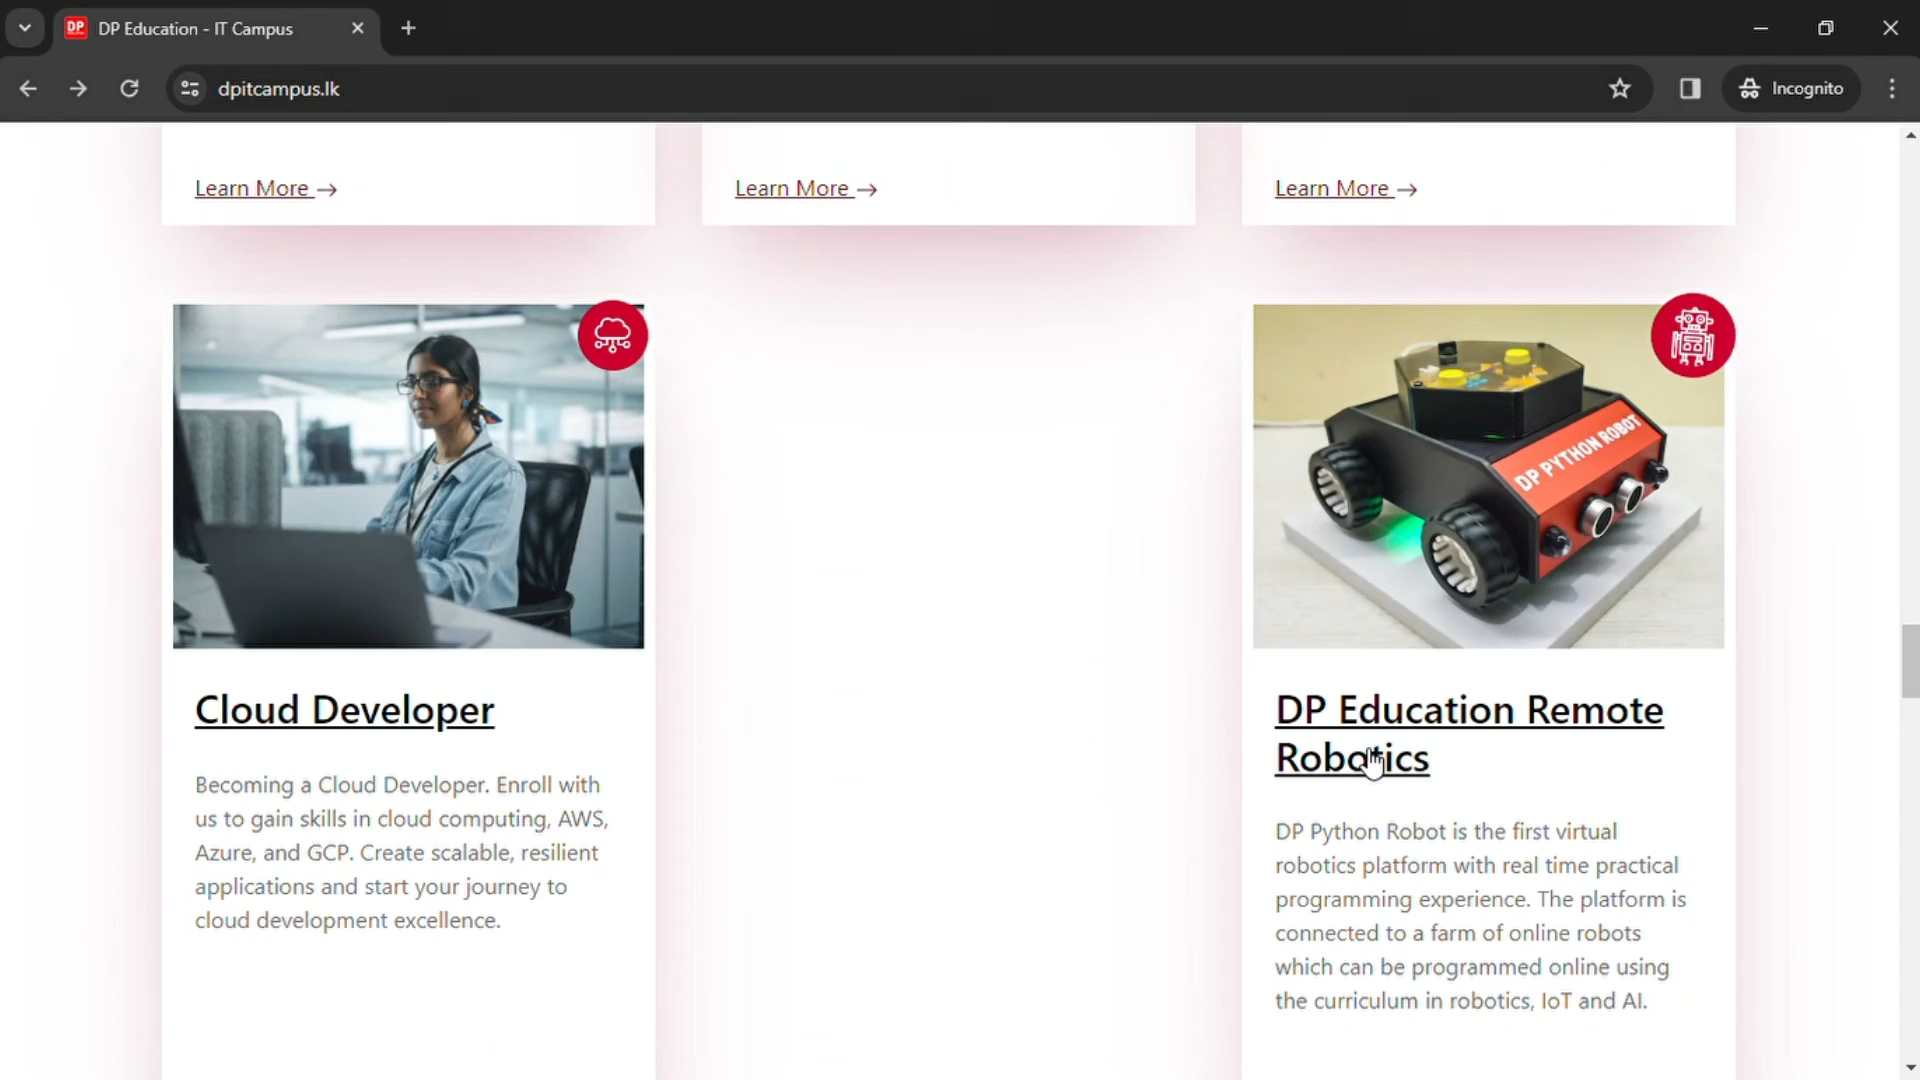 DP
DP Education - IT Campus
dpitcampus.lk
Incognito
Learn More →
Learn More →
Learn More →
DP PYTHON ROBOT
Cloud Developer
Becoming a Cloud Developer. Enroll with
us to gain skills in cloud computing, AWS,
Azure, and GCP. Create scalable, resilient
applications and start your journey to
cloud development excellence.
DP Education Remote
Robotics
DP Python Robot is the first virtual
robotics platform with real time practical
programming experience. The platform is
connected to a farm of online robots
which can be programmed online using
the curriculum in robotics, IoT and AI.